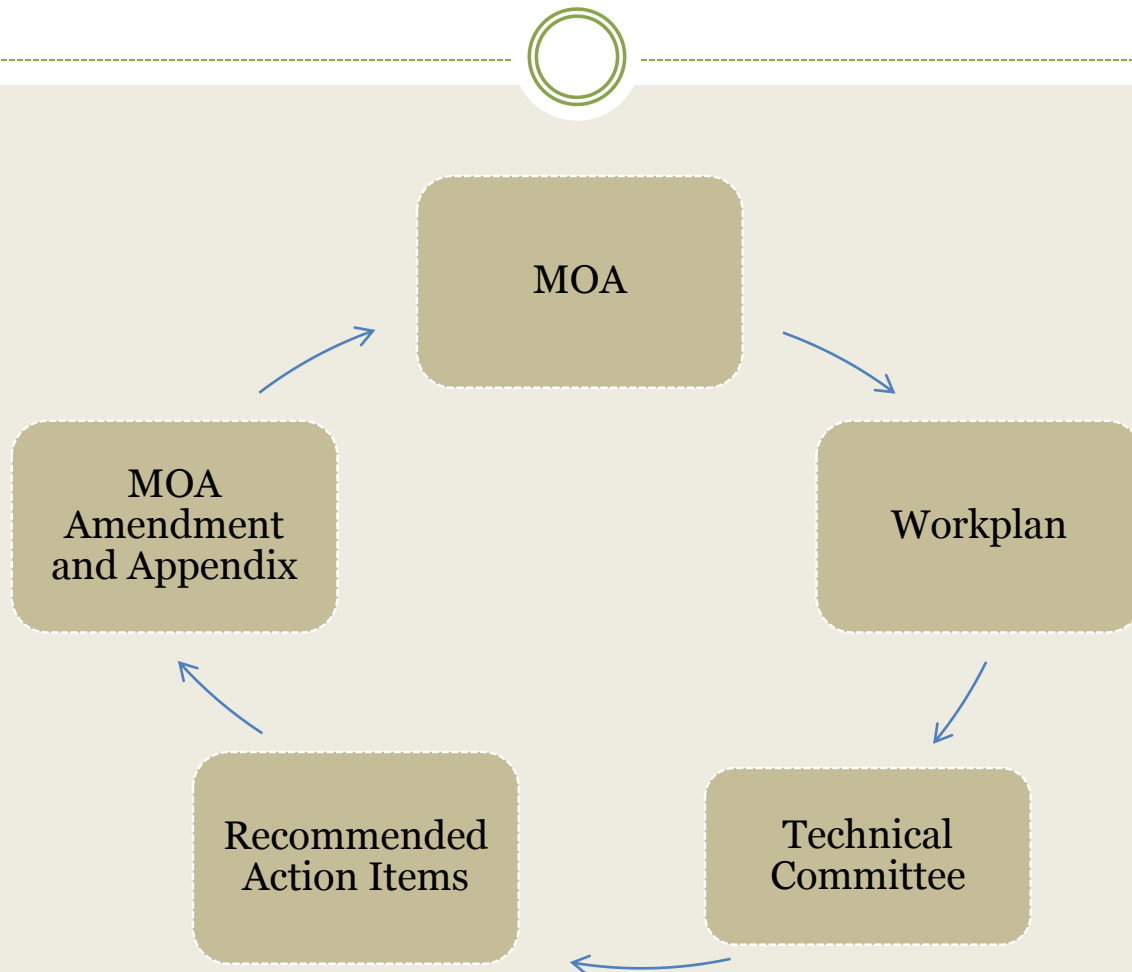 MOA
Workplan
Technical
Committee
Recommended
Action Items
MOA
Amendment
and Appendix